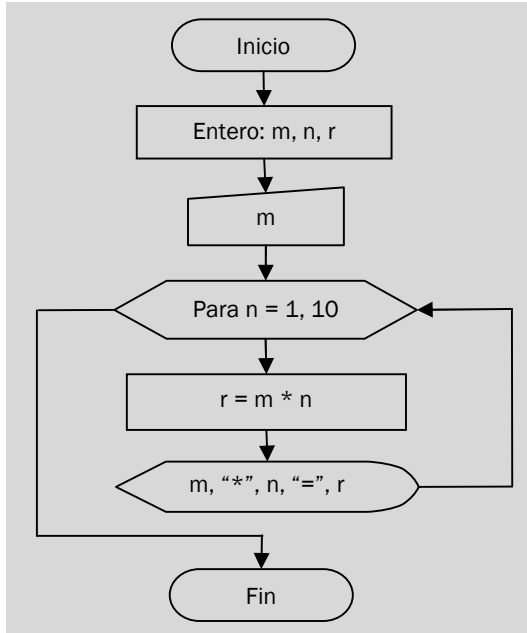 Inicio
Entero: m, n, r
m
Para n = 1, 10
r = m * n
m, “*”, n, “=”, r
Fin